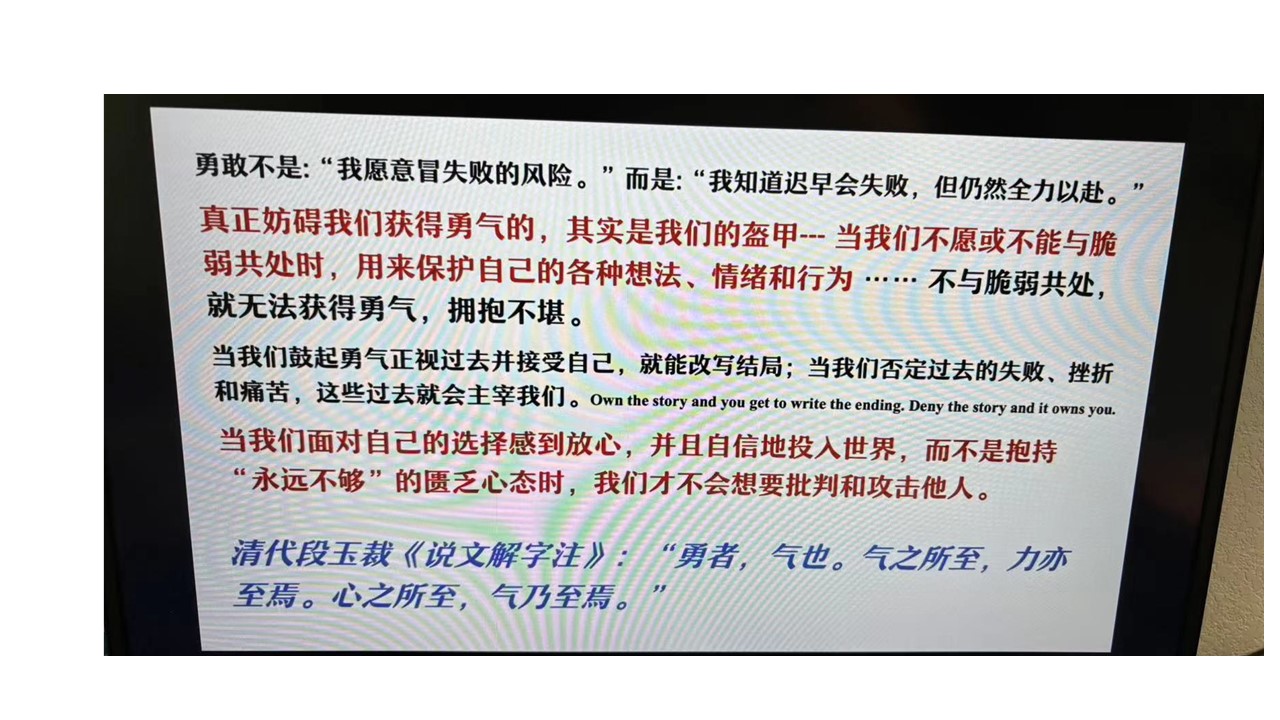 勇敢不是:“我愿意冒失败的风险。”而是:“我知道迟早会失败，但仍然全力以赴。”
真正妨碍我们获得勇气的，其实是我们的盔甲--- 当我们不愿或不能与脆
弱共处时，用来保护自己的各种想法、情绪和行为 …… 不与脆弱共处，
就无法获得勇气，拥抱不堪。
当我们鼓起勇气正视过去并接受自己，就能改写结局；当我们否定过去的失败、挫折
和痛苦，这些过去就会主宰我们。Own the story and you get to write the ending. Deny the story and it owns you.
当我们面对自己的选择感到放心，并且自信地投入世界，而不是抱持
“永远不够”的匮乏心态时，我们才不会想要批判和攻击他人。
清代段玉裁《说文解字注》：“勇者，气也。气之所至，力亦
至焉。心之所至，气乃至焉。”